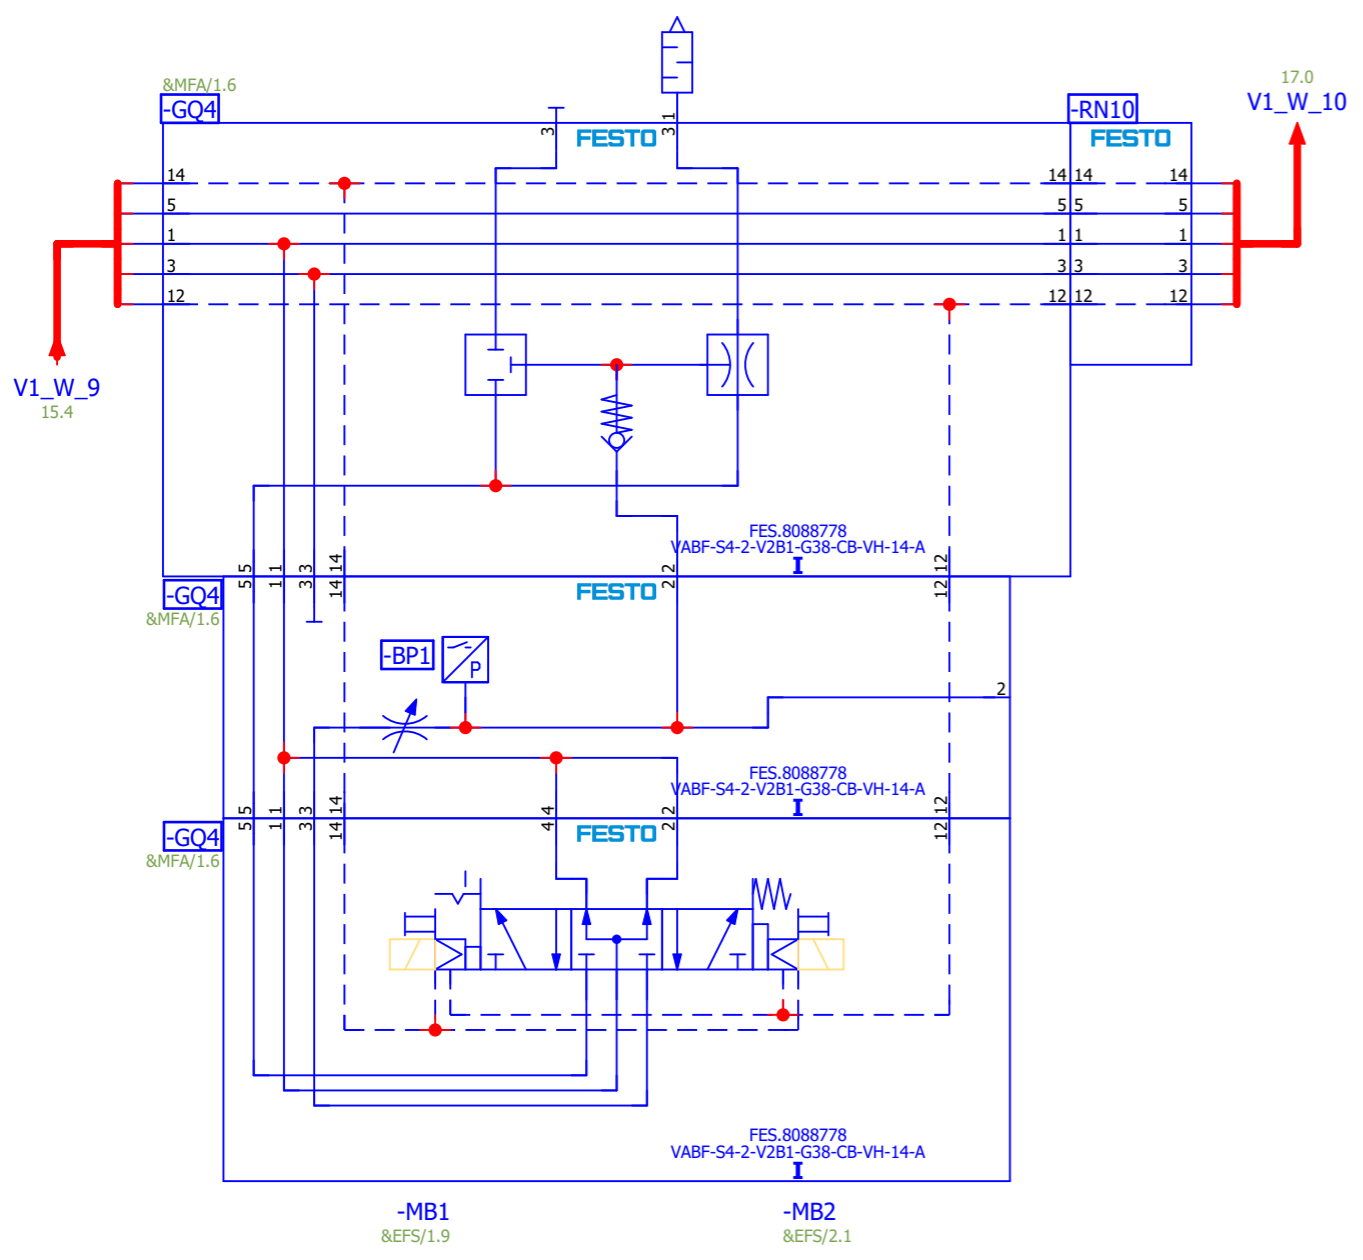 17.0
V1_W_10
&MFA/1.6
-GQ4
-RN10
3
3 1
FESTO
FESTO
14 14 14 14
5 5 5 5
1 1 1 1
3 3 3 3
12 12 12 12
V1_W_9
15.4
FES.8088778
VABF-S4-2-V2B1-G38-CB-VH-14-A
I
5 5
1 1
3 3
14 14
2 2
12 12
-GQ4
&MFA/1.6
FESTO
-BP1
P
2
FES.8088778
VABF-S4-2-V2B1-G38-CB-VH-14-A
I
5 5
1 1
3 3
14 14
4 4
2 2
12 12
-GQ4
&MFA/1.6
FESTO
FES.8088778
VABF-S4-2-V2B1-G38-CB-VH-14-A
I
-MB1
&EFS/1.9
-MB2
&EFS/2.1